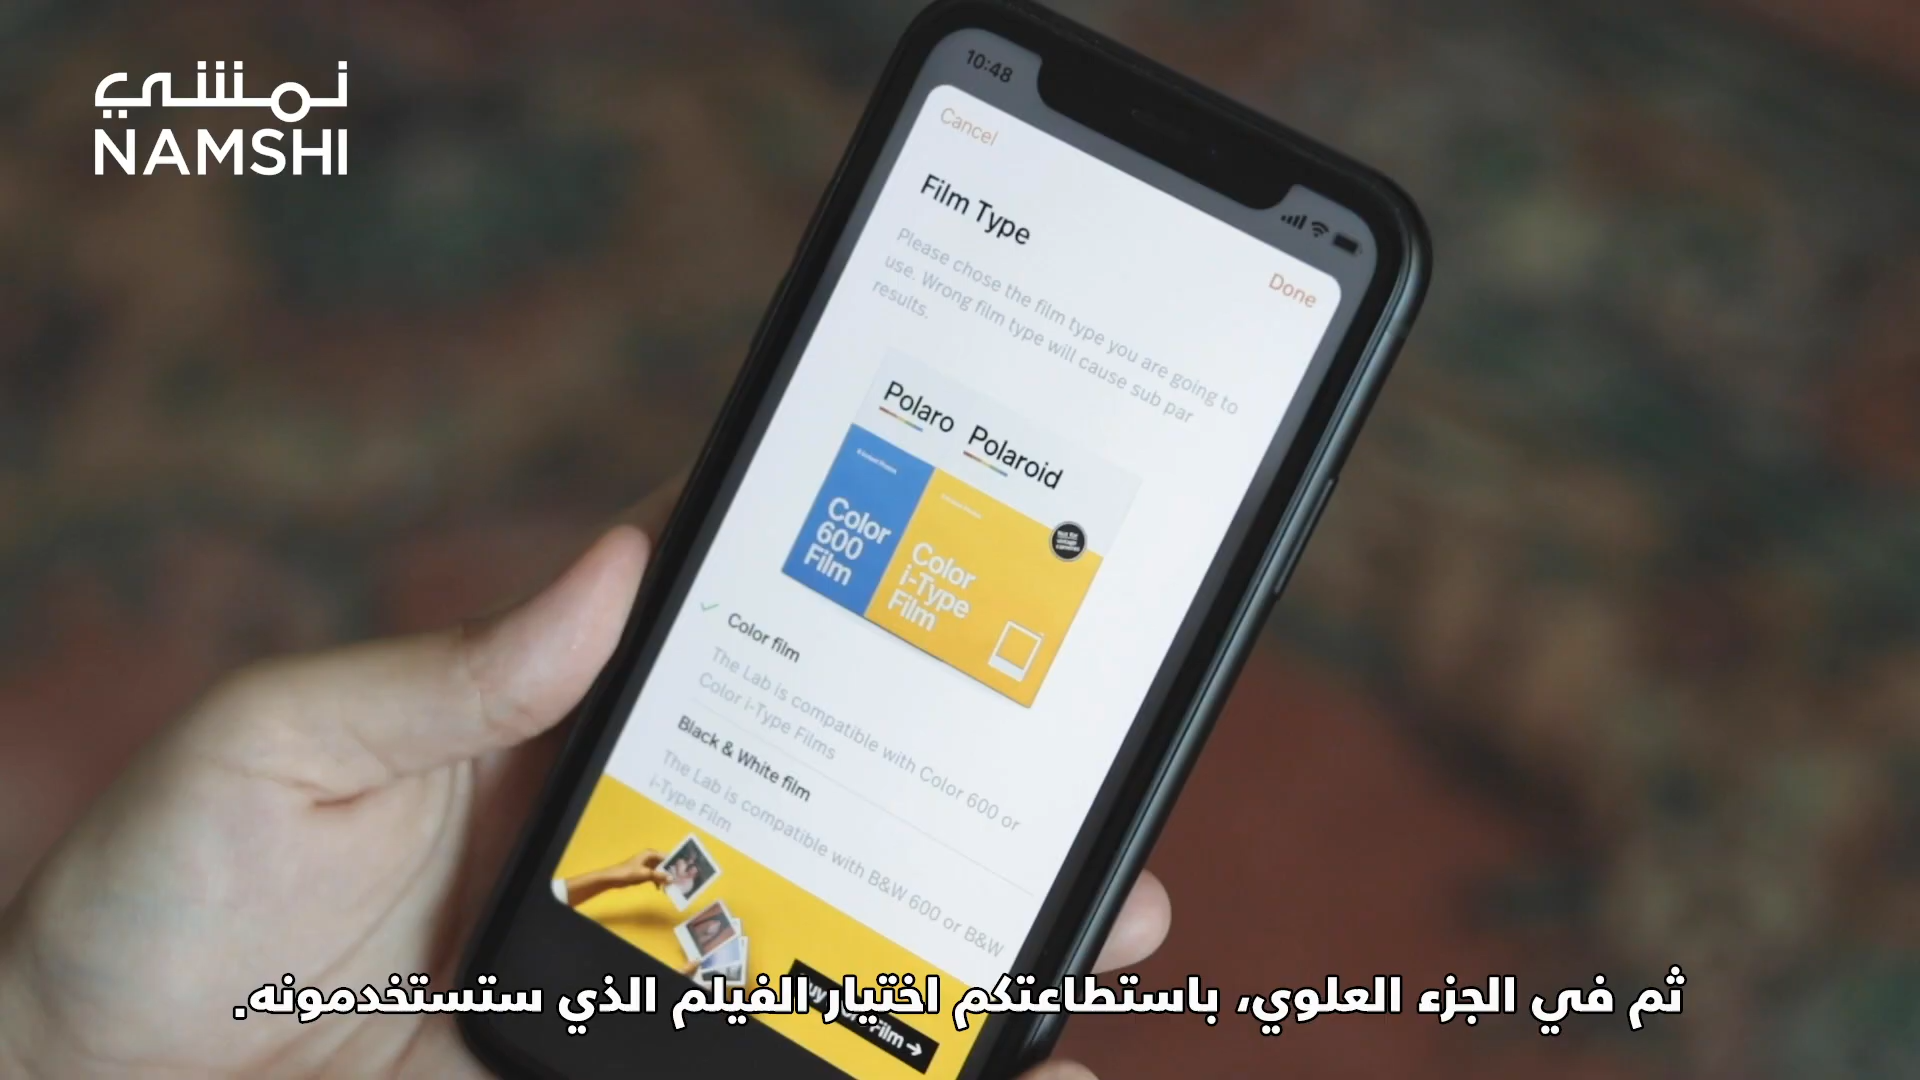 نمشي
NAMSHI
10:48
Cancel
Film Type
Done
Please chose the film type you are going to
use. Wrong film type will cause sub par
results.
Polaro
Polaroid
Color
600
Film
Color
i-Type
Film
Color film
The Lab is compatible with Color 600 or
Color i-Type Films
Black & White film
The Lab is compatible with B&W 600 or B&W
i-Type Film
Film →
ثم في الجزء العلوي، باستطاعتكم اختيار الفيلم الذي ستستخدمونه.